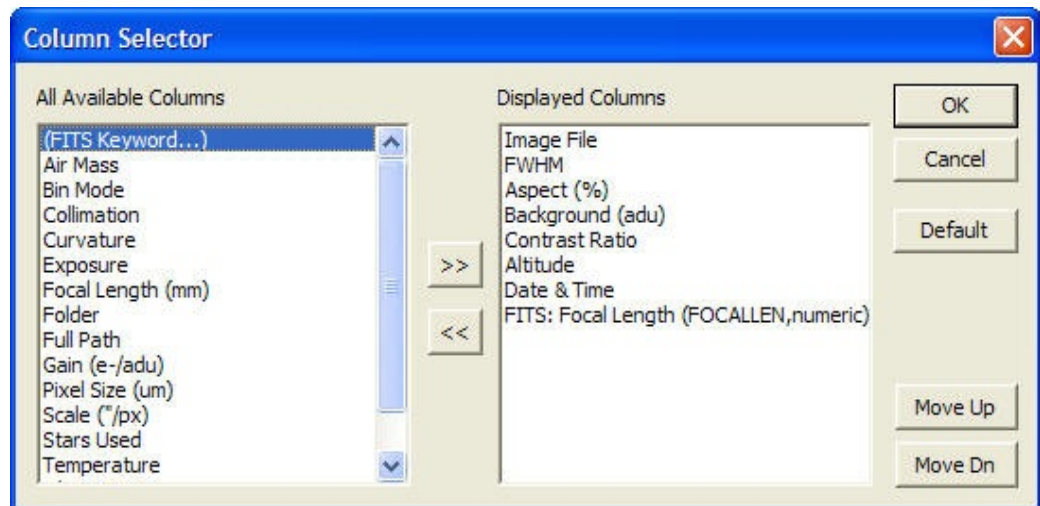 Column Selector
All Available Columns
(FITS Keyword...)
Air Mass
Bin Mode
Collimation
Curvature
Exposure
Focal Length (mm)
Folder
Full Path
Gain (e-/adu)
Pixel Size (um)
Scale ("/px)
Stars Used
Temperature
>>
<<
Displayed Columns
Image File
FWHM
Aspect (%)
Background (adu)
Contrast Ratio
Altitude
Date & Time
FITS: Focal Length (FOCALLEN,numeric)
OK
Cancel
Default
Move Up
Move Dn